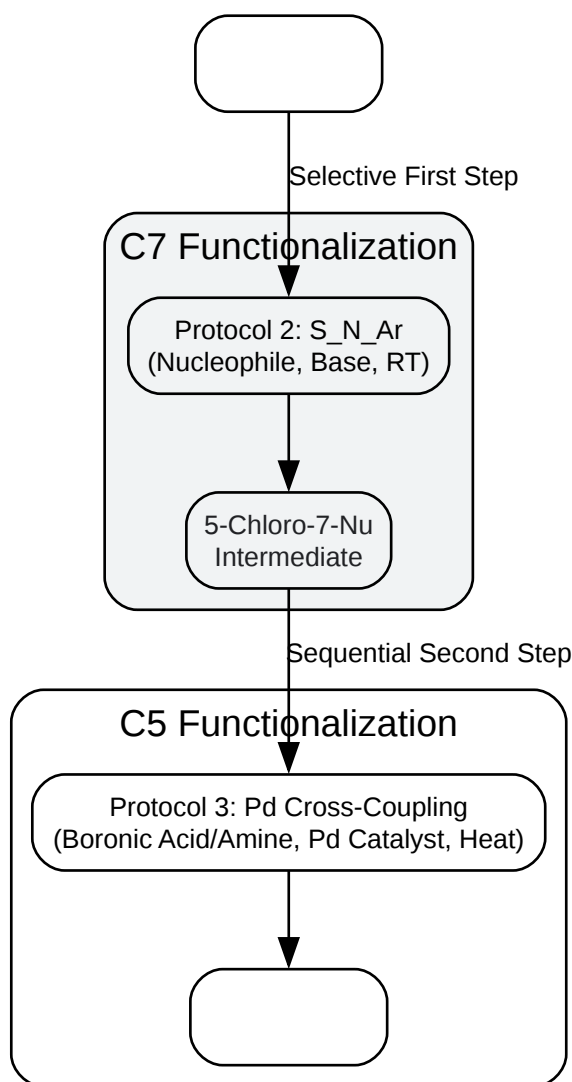 Selective First Step
C7 Functionalization
Protocol 2: S_N_Ar
(Nucleophile, Base, RT)
5-Chloro-7-Nu
Intermediate
Sequential Second Step
C5 Functionalization
Protocol 3: Pd Cross-Coupling
(Boronic Acid/Amine, Pd Catalyst, Heat)